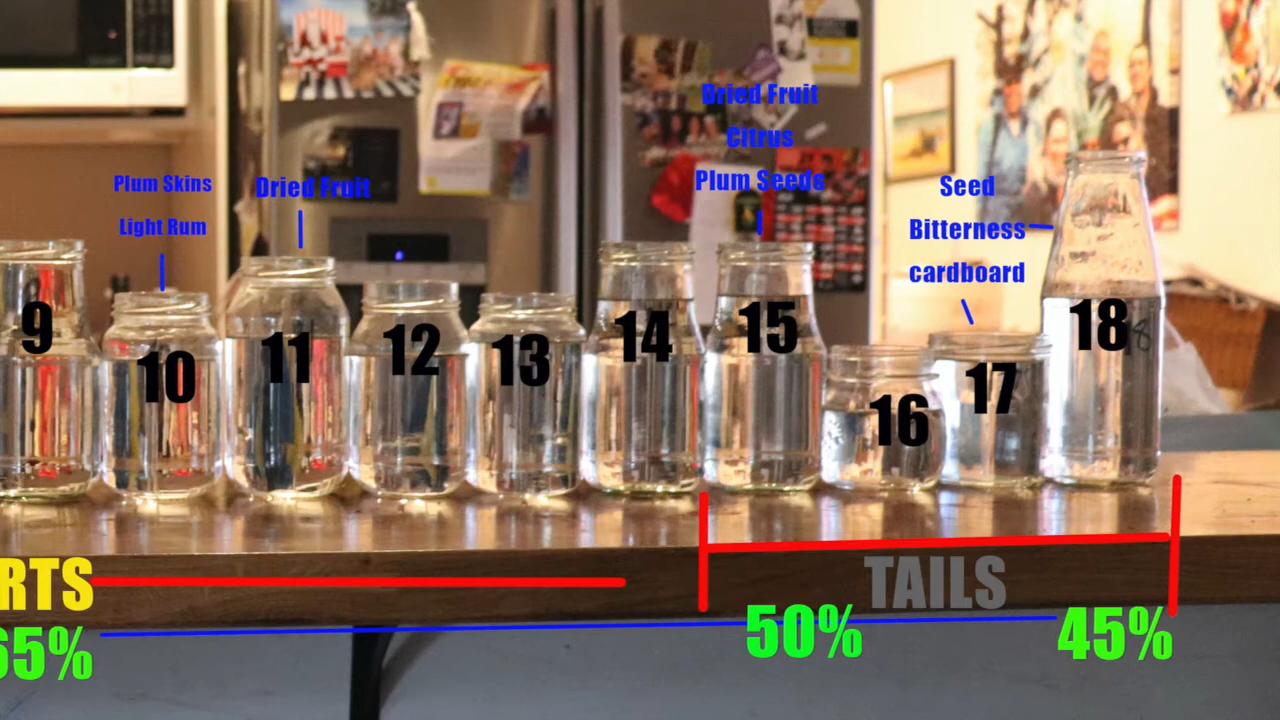 Dried Fruit
Citrus
Plum Seeds
Plum Skins
Light Rum
Dried Fruit
Seed
Bitterness
cardboard
9
10
11
12
13
14
15
16
17
18
18
RTS
TAILS
65%
50%
45%